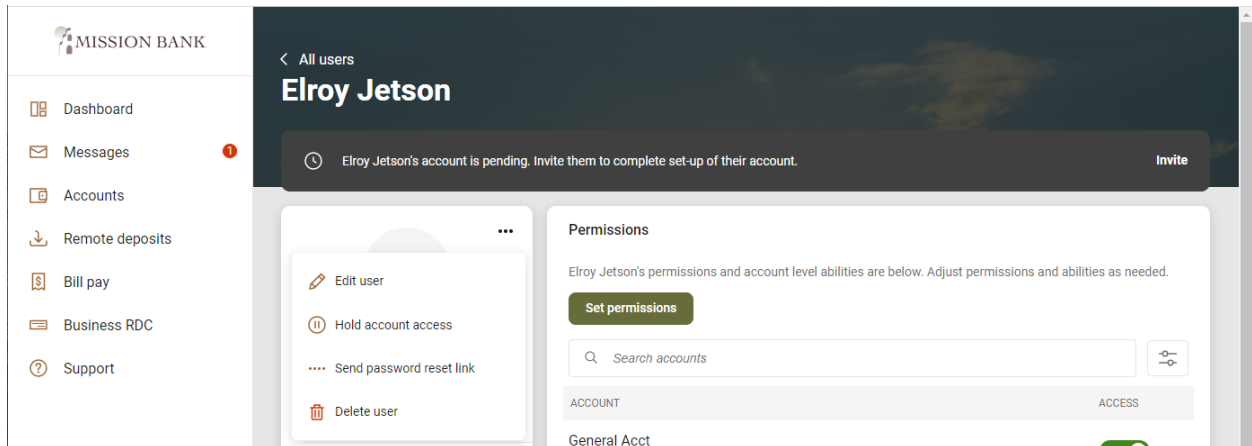 MISSION BANK
Dashboard
Messages
1
Accounts
Remote deposits
Bill pay
Business RDC
Support
All users
Elroy Jetson
Elroy Jetson's account is pending. Invite them to complete set-up of their account.
Invite
Edit user
Hold account access
Send password reset link
Delete user
Permissions
Elroy Jetson's permissions and account level abilities are below. Adjust permissions and abilities as needed.
Set permissions
Search accounts
ACCOUNT ACCESS
General Acct